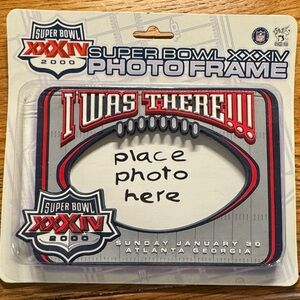 SUPER BOWL
XXXIV
2000
SUPER BOWL XXXIV
PHOTO FRAME
I WAS THERE!!!
place
photo
here
SUPER BOWL
XXXIV
2000
SUNDAY JANUARY 30
ATLANTA GEORGIA